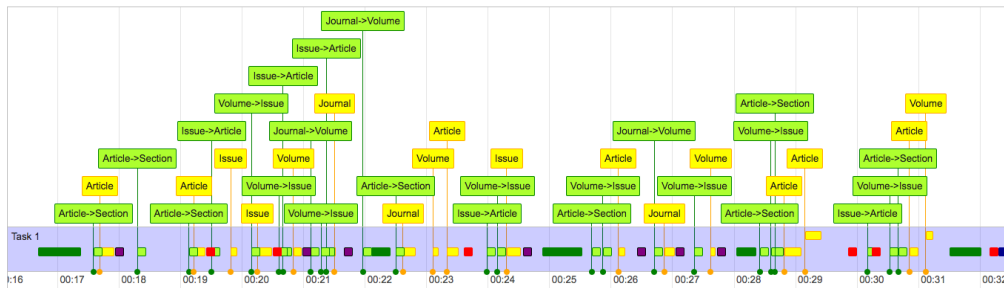 Journal->Volume
Issue->Article
Issue->Article
Article->Section
Volume->Issue
Journal
Volume
Issue->Article
Journal->Volume
Article
Journal->Volume
Volume->Issue
Article
Article->Section
Issue
Volume
Volume
Issue
Article
Volume
Article->Section
Article
Article
Volume->Issue
Volume->Issue
Article->Section
Volume->Issue
Volume->Issue
Article
Article
Volume->Issue
Article->Section
Article->Section
Issue
Volume->Issue
Journal
Issue->Article
Article->Section
Journal
Article->Section
Issue->Article
Task 1
):16 00:17 00:18 00:19 00:20 00:21 00:22 00:23 00:24 00:25 00:26 00:27 00:28 00:29 00:30 00:31 00:32